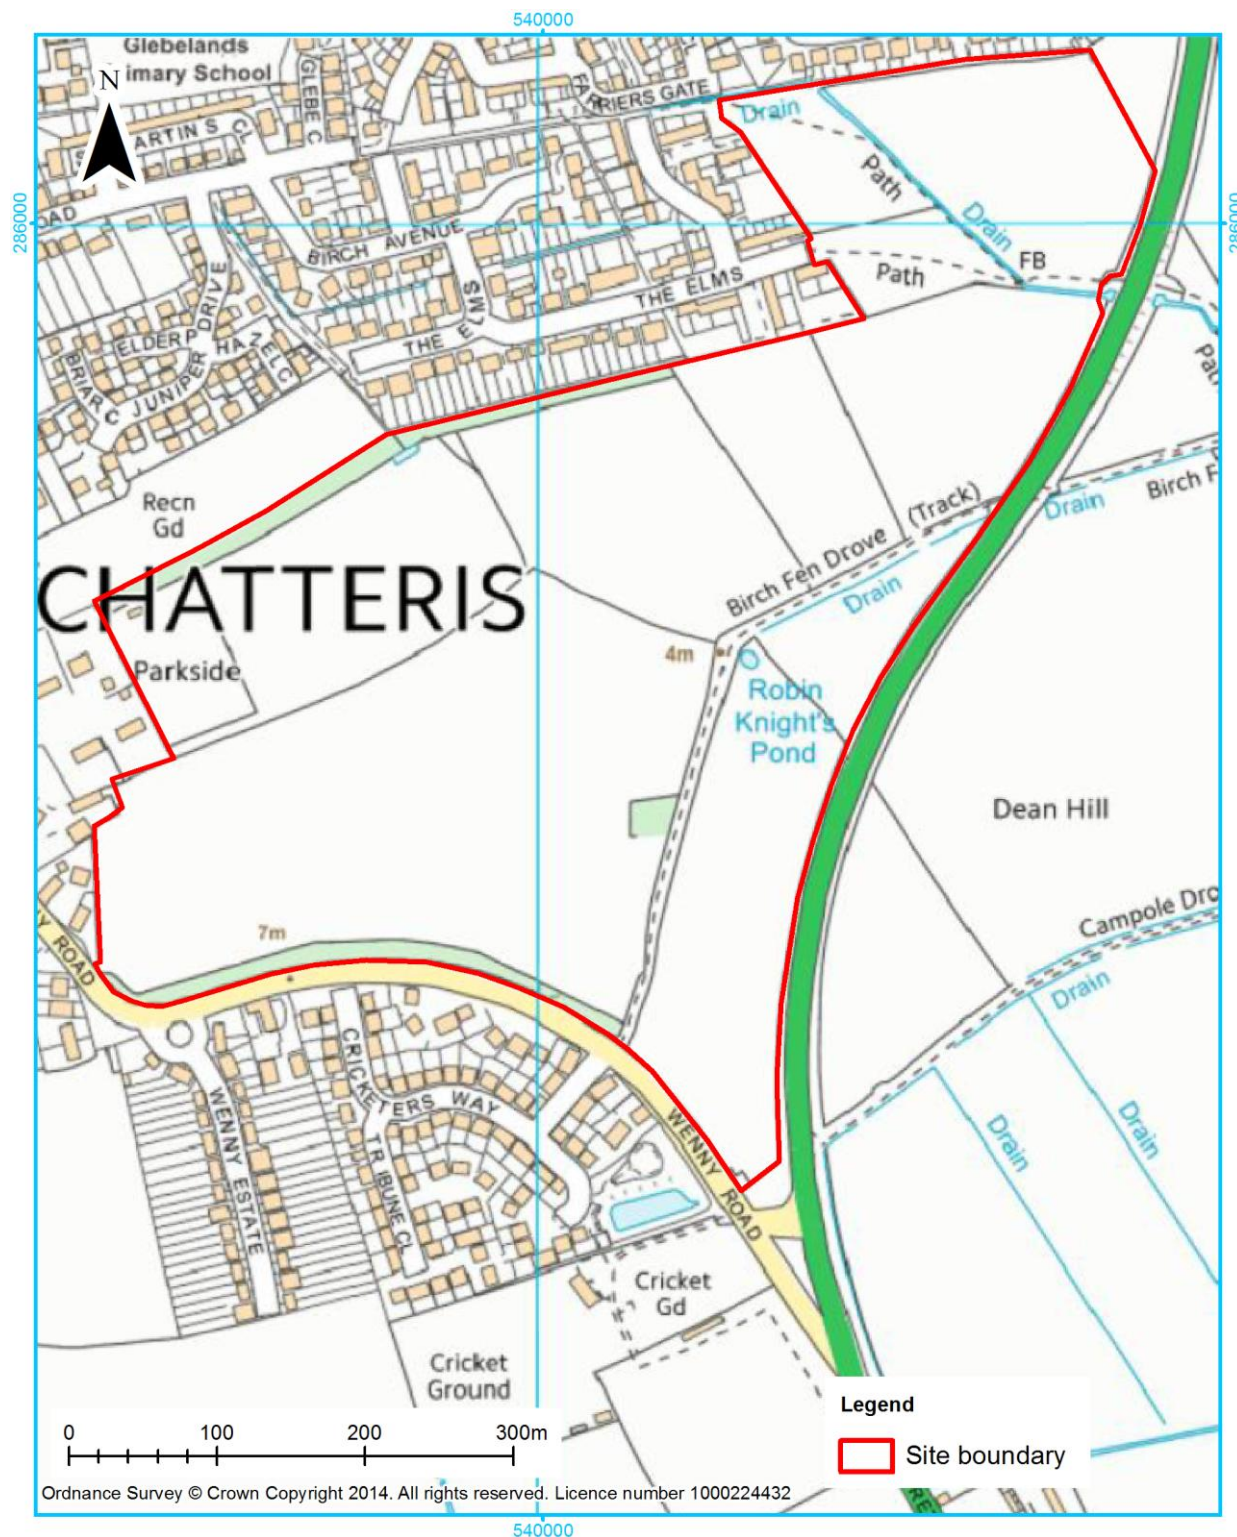 540000
Glebelands
imary School
N
GLEBE C
FARRIERS GATE
Drain
ARTIN S CL
Path
OAD
286000
286000
BIRCH AVENUE
Drain
FB
Path
THE ELMS
THE ELMS
ELDER P
DRIVE
HAZEL C
BRIAR C
JUNIPER
Path
Recn
Gd
Birch F
Birch Fen Drove (Track)
Drain
Drain
CHATTERIS
Parkside
4m
Robin
Knight's
Pond
Dean Hill
Campole Dro
7m
NY ROAD
Drain
CRICKETERS WAY
WENNY ROAD
WENNY ESTATE
TRIBUNE CL
Drain
Drain
Cricket
Gd
Cricket
Ground
Legend
Site boundary
0 100 200 300m
Ordnance Survey © Crown Copyright 2014. All rights reserved. Licence number 1000224432
540000